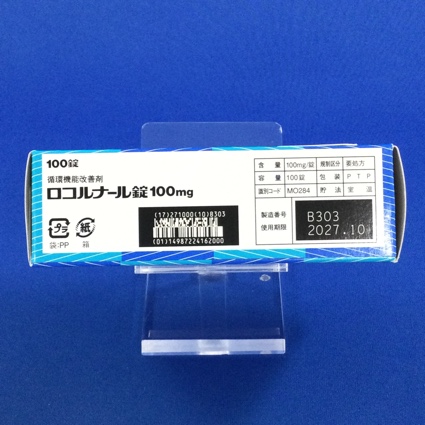 100錠
循環機能改善剤
ロコルナール錠100mg
プラ
袋:PP
紙
箱
(17)271000(10)B303
(01)14987224162000
含量 100mg/錠 規制区分 要処方
容量 100錠 包装 PTP
識別コード MO284 貯法 室温
製造番号 B303
使用期限 2027.10